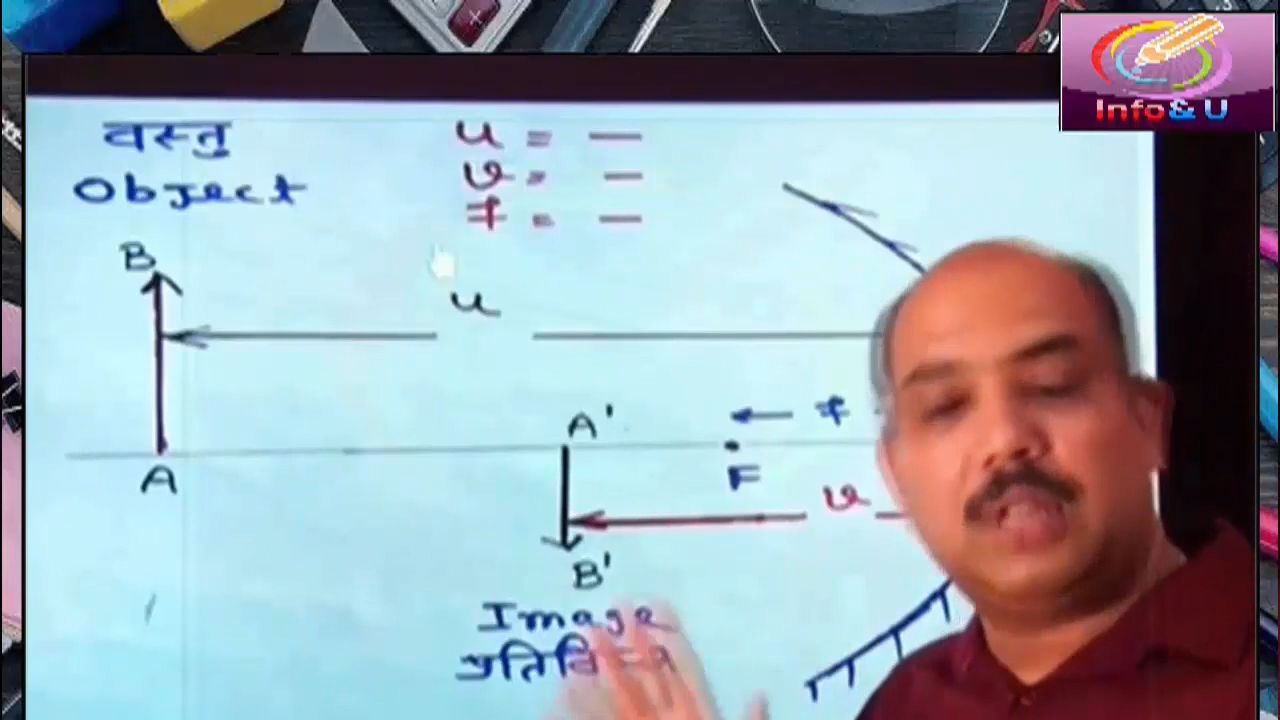 Info & U
वस्तु
Object
u = —
v = —
f = —
B
u
A'
f
A
F
v
B'
Image